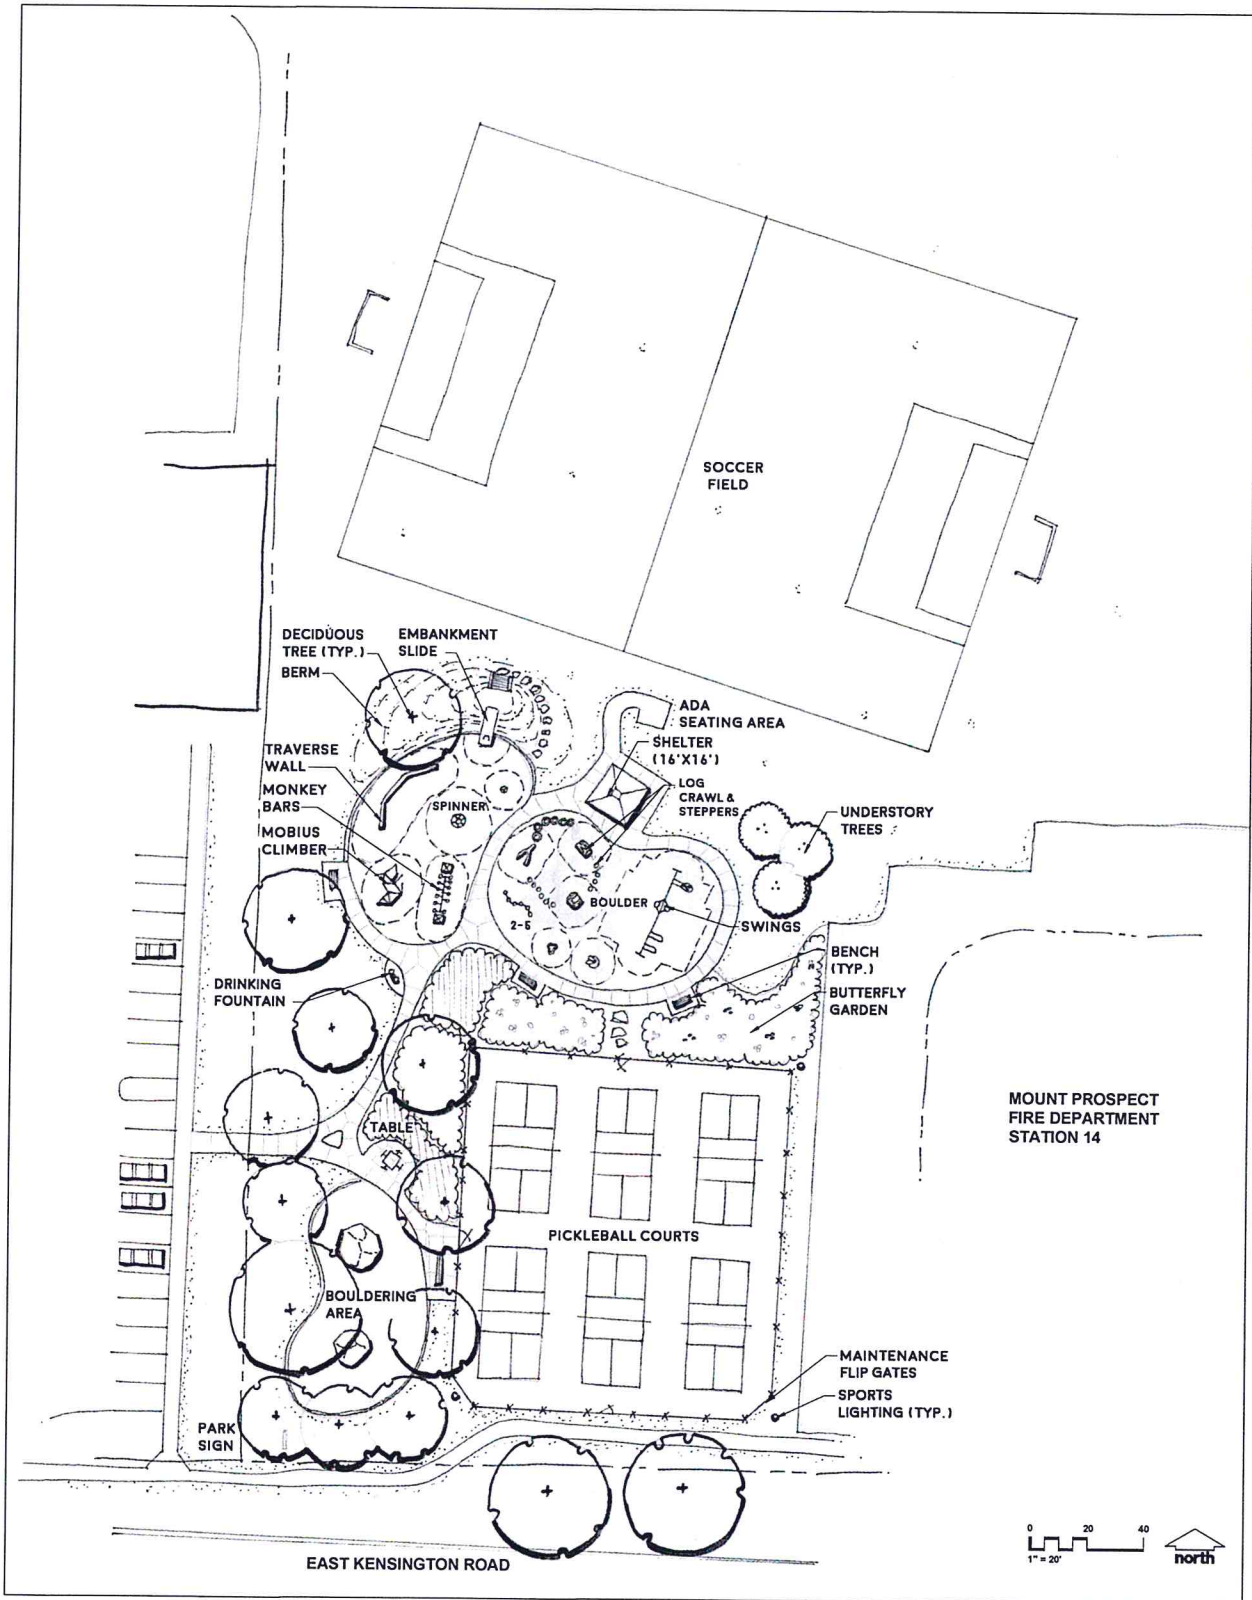 SOCCER
FIELD
DECIDUOUS
TREE (TYP.)
EMBANKMENT
SLIDE
BERM
ADA
SEATING AREA
TRAVERSE
WALL
SHELTER
(16'X16')
MONKEY
BARS
SPINNER
LOG
CRAWL &
STEPPERS
UNDERSTORY
TREES
MOBIUS
CLIMBER
BOULDER
2-5
SWINGS
BENCH
(TYP.)
DRINKING
FOUNTAIN
BUTTERFLY
GARDEN
MOUNT PROSPECT
FIRE DEPARTMENT
STATION 14
TABLE
PICKLEBALL COURTS
BOULDERING
AREA
MAINTENANCE
FLIP GATES
SPORTS
LIGHTING (TYP.)
PARK
SIGN
EAST KENSINGTON ROAD
0 20 40
1" = 20'
north